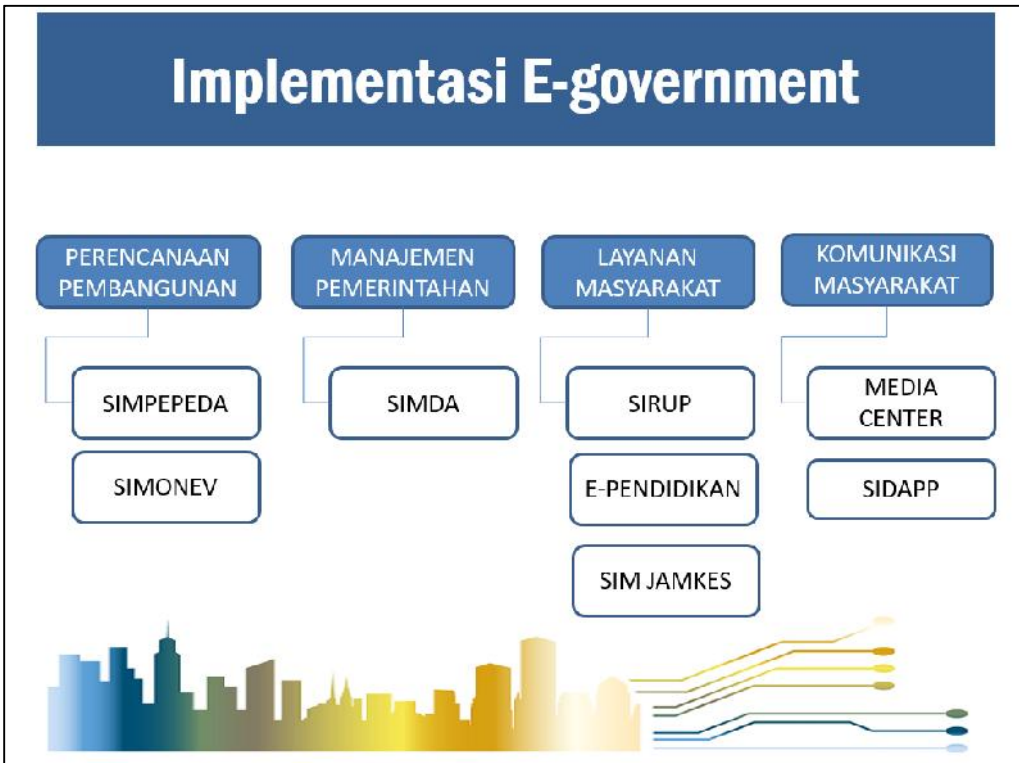 Implementasi E-government
PERENCANAAN
PEMBANGUNAN
SIMPEPEDA
SIMONEV
MANAJEMEN
PEMERINTAHAN
SIMDA
LAYANAN
MASYARAKAT
SIRUP
E-PENDIDIKAN
SIM JAMKES
KOMUNIKASI
MASYARAKAT
MEDIA
CENTER
SIDAPP